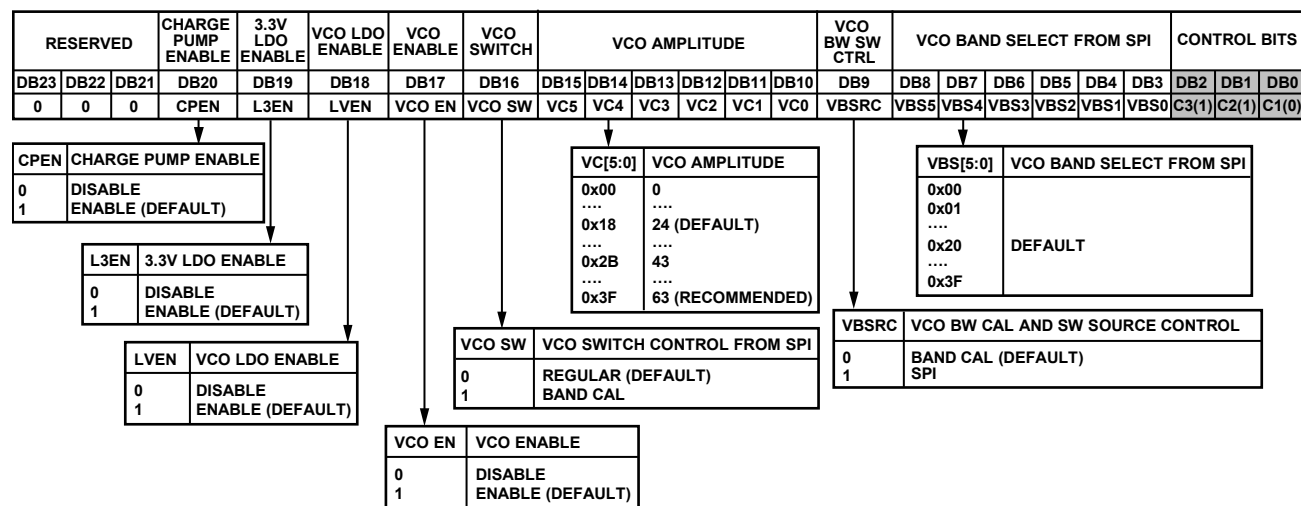 RESERVED CHARGE PUMP ENABLE 3.3V LDO ENABLE VCO LDO ENABLE VCO ENABLE VCO SWITCH VCO AMPLITUDE VCO BW SW CTRL VCO BAND SELECT FROM SPI CONTROL BITS
DB23 DB22 DB21 DB20 DB19 DB18 DB17 DB16 DB15 DB14 DB13 DB12 DB11 DB10 DB9 DB8 DB7 DB6 DB5 DB4 DB3 DB2 DB1 DB0
0 0 0 CPEN L3EN LVEN VCO EN VCO SW VC5 VC4 VC3 VC2 VC1 VC0 VBSRC VBS5 VBS4 VBS3 VBS2 VBS1 VBS0 C3(1) C2(1) C1(0)
CPEN CHARGE PUMP ENABLE
0 DISABLE
1 ENABLE (DEFAULT)
L3EN 3.3V LDO ENABLE
0 DISABLE
1 ENABLE (DEFAULT)
LVEN VCO LDO ENABLE
0 DISABLE
1 ENABLE (DEFAULT)
VCO EN VCO ENABLE
0 DISABLE
1 ENABLE (DEFAULT)
VCO SW VCO SWITCH CONTROL FROM SPI
0 REGULAR (DEFAULT)
1 BAND CAL
VC[5:0] VCO AMPLITUDE
0x00 0
.... ....
0x18 24 (DEFAULT)
.... ....
0x2B 43
.... ....
0x3F 63 (RECOMMENDED)
VBSRC VCO BW CAL AND SW SOURCE CONTROL
0 BAND CAL (DEFAULT)
1 SPI
VBS[5:0] VCO BAND SELECT FROM SPI
0x00
0x01
....
0x20 DEFAULT
....
0x3F